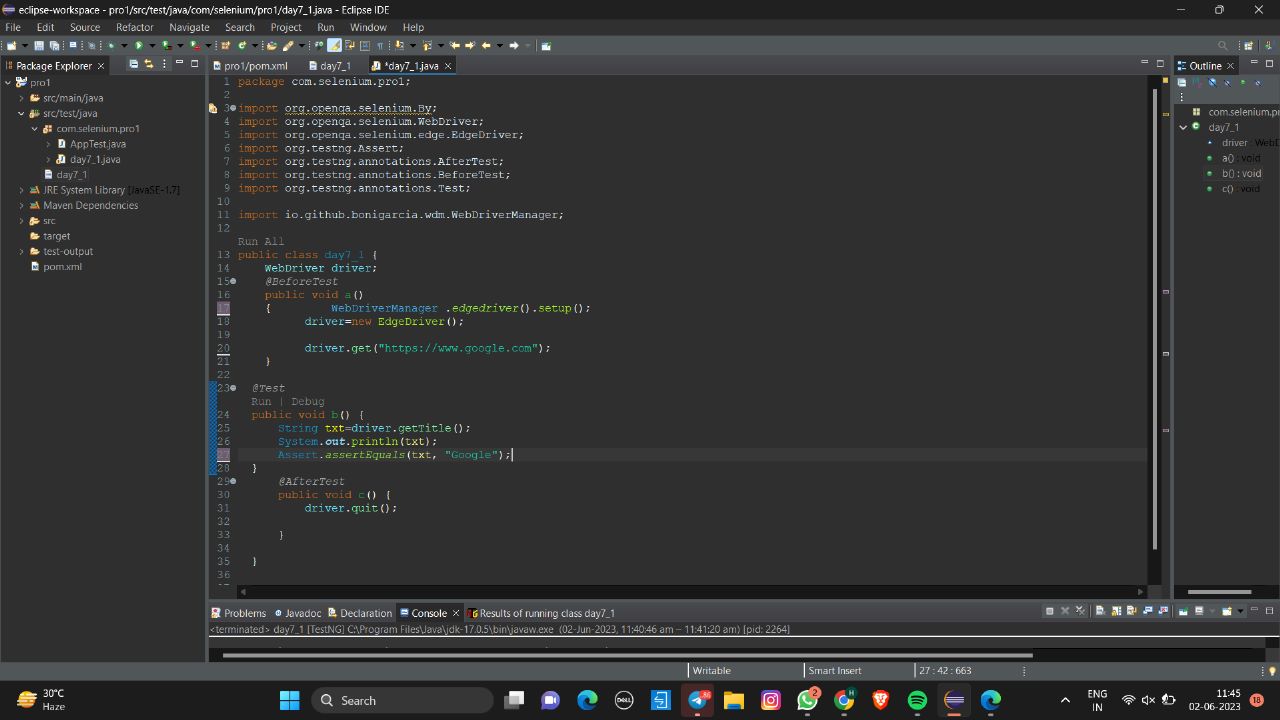 eclipse-workspace - pro1/src/test/java/com/selenium/pro1/day7_1.java - Eclipse IDE
File Edit Source Refactor Navigate Search Project Run Window Help
Package Explorer
pro1/pom.xml day7_1 *day7_1.java
Outline
pro1
src/main/java
src/test/java
com.selenium.pro1
AppTest.java
day7_1.java
day7_1
JRE System Library [JavaSE-1.7]
Maven Dependencies
src
target
test-output
pom.xml
1 package com.selenium.pro1;
2
3 import org.openqa.selenium.By;
4 import org.openqa.selenium.WebDriver;
5 import org.openqa.selenium.edge.EdgeDriver;
6 import org.testng.Assert;
7 import org.testng.annotations.AfterTest;
8 import org.testng.annotations.BeforeTest;
9 import org.testng.annotations.Test;
10
11 import io.github.bonigarcia.wdm.WebDriverManager;
12
Run All
13 public class day7_1 {
14 WebDriver driver;
15 @BeforeTest
16 public void a()
17 { WebDriverManager .edgedriver().setup();
18 driver=new EdgeDriver();
19
20 driver.get("https://www.google.com");
21 }
22
23 @Test
Run | Debug
24 public void b() {
25 String txt=driver.getTitle();
26 System.out.println(txt);
27 Assert.assertEquals(txt, "Google");
28 }
29 @AfterTest
30 public void c() {
31 driver.quit();
32
33 }
34
35 }
36
com.selenium.pr
day7_1
driver : WebD
a() : void
b() : void
c() : void
Problems Javadoc Declaration Console Results of running class day7_1
<terminated> day7_1 [TestNG] C:\Program Files\Java\jdk-17.0.5\bin\javaw.exe (02-Jun-2023, 11:40:46 am – 11:41:20 am) [pid: 2264]
Writable Smart Insert 27 : 42 : 663
30°C
Haze
Search
DELL
86
2
H
ENG
IN
11:45
02-06-2023
18